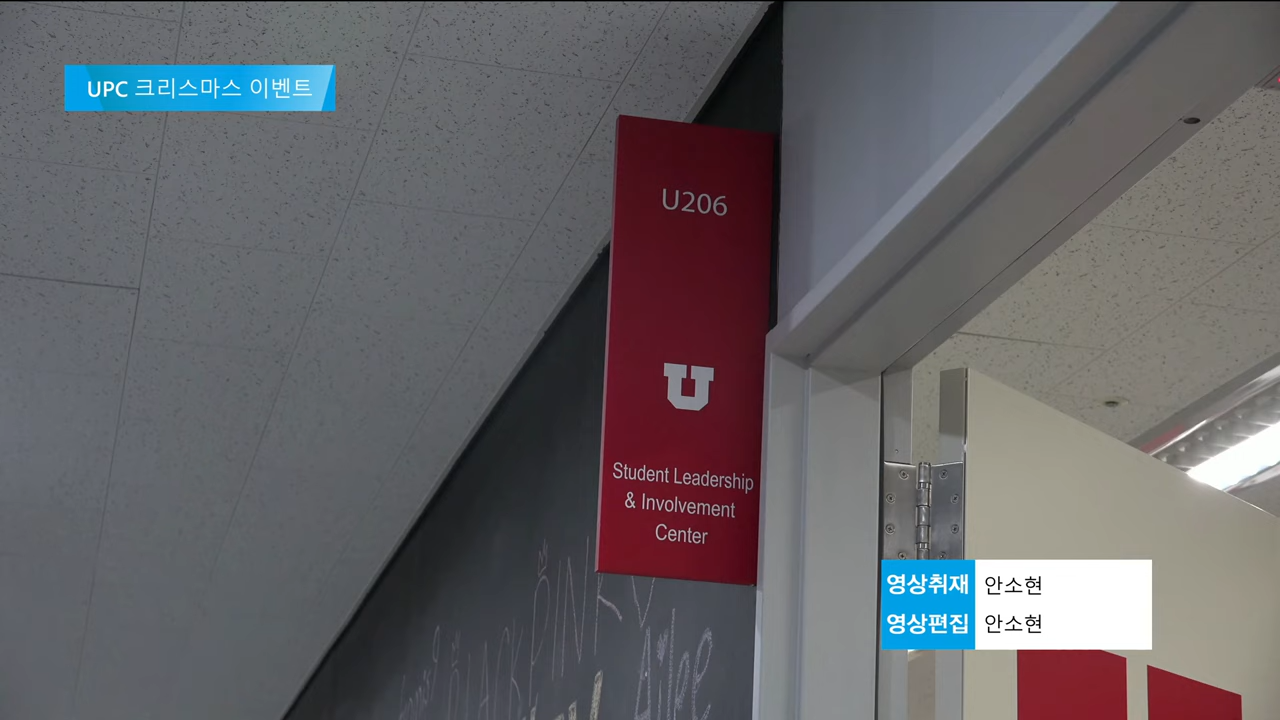 UPC 크리스마스 이벤트
U206
U
Student Leadership
& Involvement
Center
영상취재 안소현
영상편집 안소현